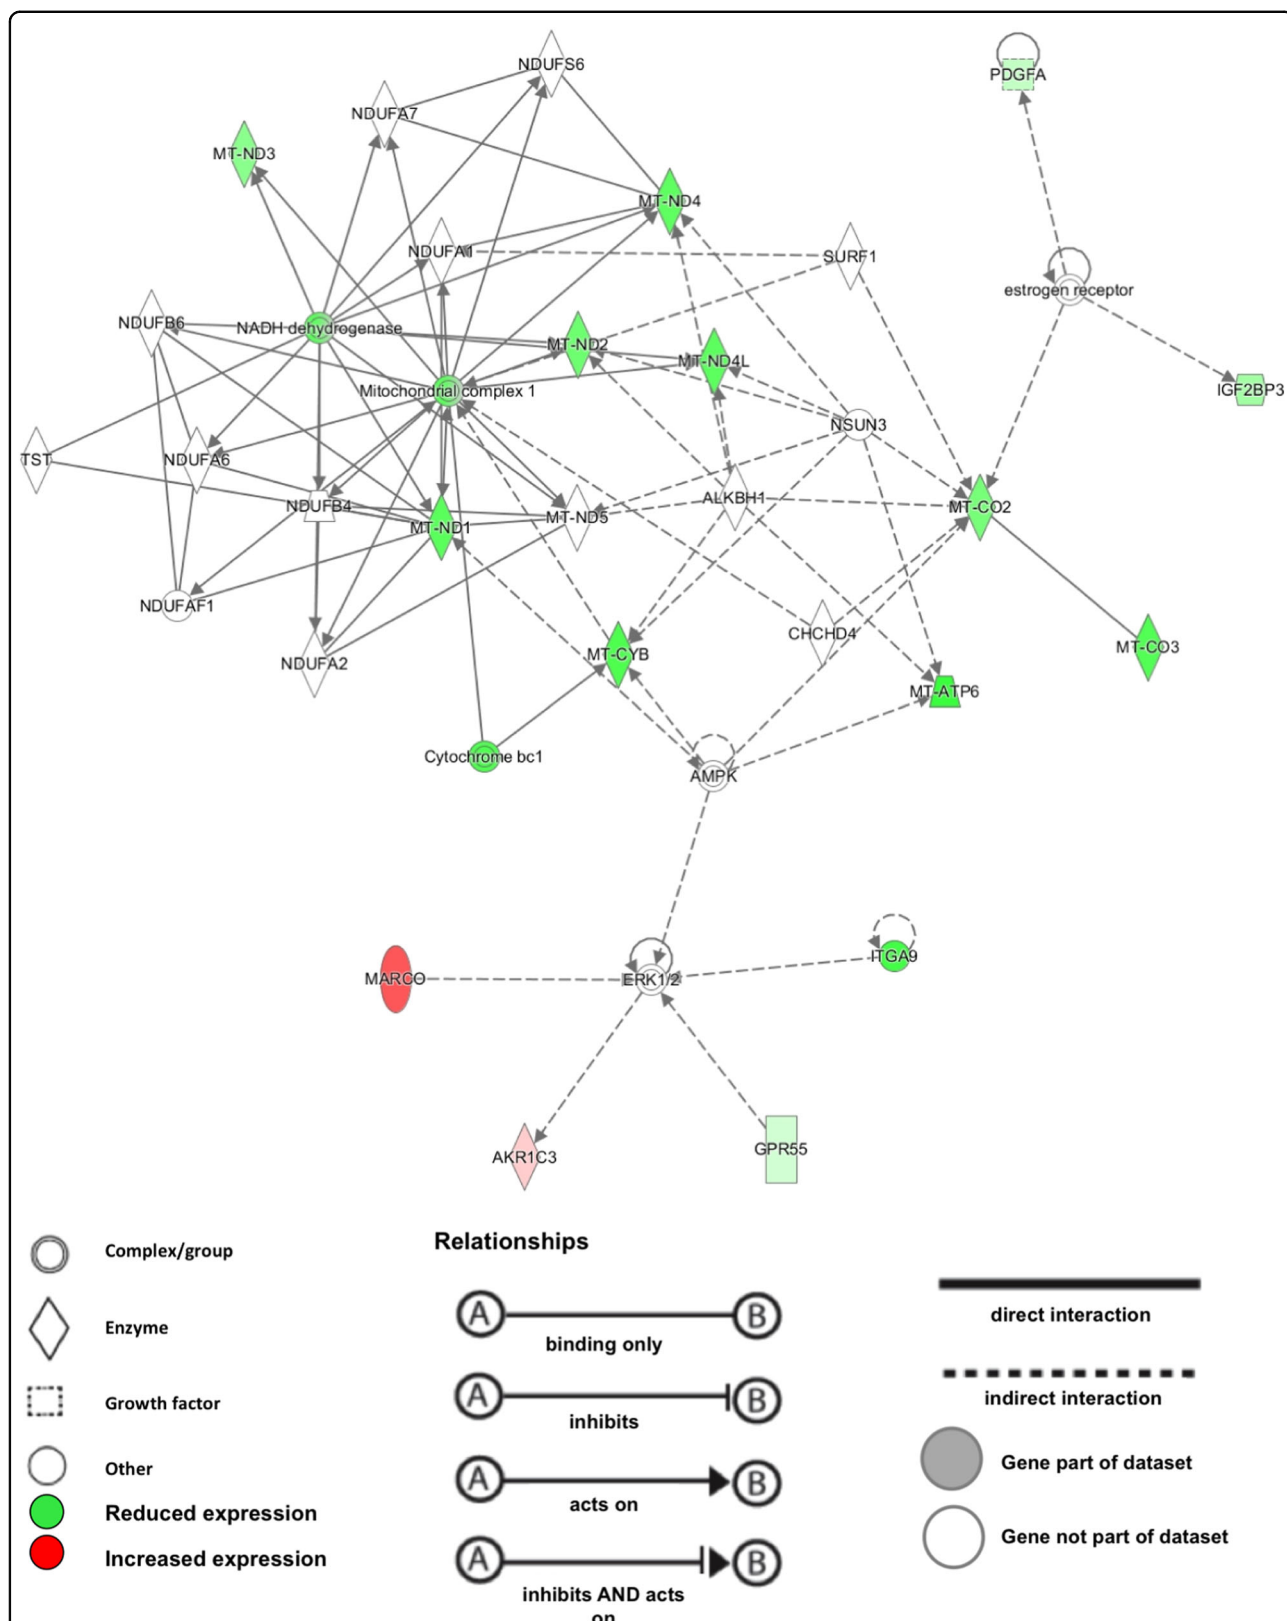 NDUFS6
PDGFA
NDUFA7
MT-ND3
MT-ND4
NDUFA1
SURF1
estrogen receptor
NDUFB6
NADH dehydrogenase
MT-ND2
MT-ND4L
Mitochondrial complex 1
IGF2BP3
NSUN3
TST
NDUFA6
ALKBH1
NDUFB4
MT-ND1
MT-ND5
MT-CO2
NDUFAF1
CHCHD4
MT-CO3
NDUFA2
MT-CYB
MT-ATP6
Cytochrome bc1
AMPK
MARCO
ERK1/2
ITGA9
AKR1C3
GPR55
Complex/group
Enzyme
Growth factor
Other
Reduced expression
Increased expression
Relationships
A B
binding only
A B
inhibits
A B
acts on
A B
inhibits AND acts
on
direct interaction
indirect interaction
Gene part of dataset
Gene not part of dataset